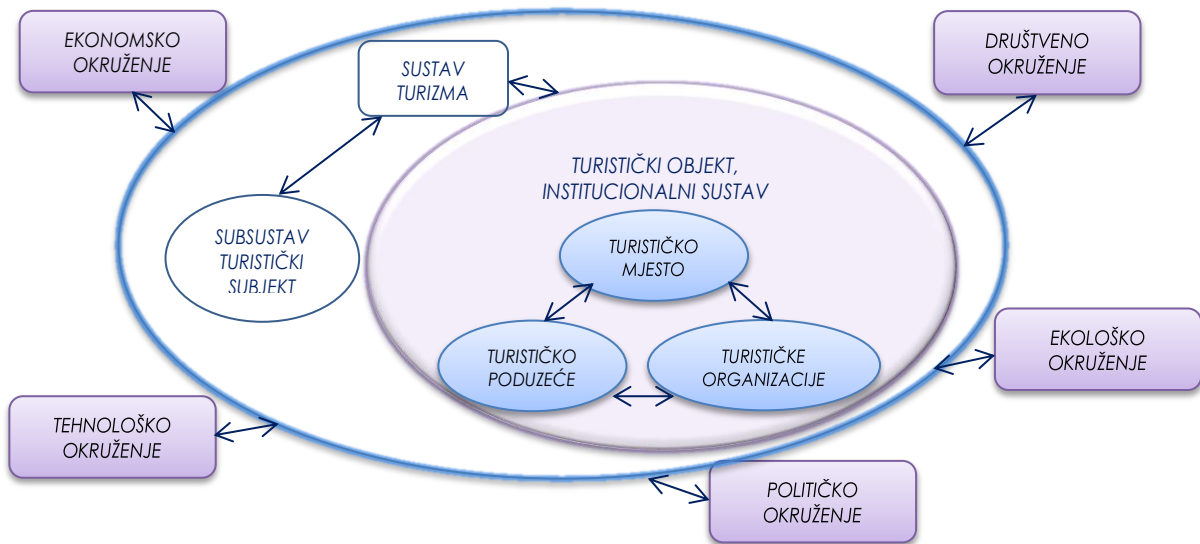 EKONOMSKO
OKRUŽENJE
DRUŠTVENO
OKRUŽENJE
SUSTAV
TURIZMA
TURISTIČKI OBJEKT,
INSTITUCIONALNI SUSTAV
SUBSUSTAV
TURISTIČKI
SUBJEKT
TURISTIČKO
MJESTO
TURISTIČKO
PODUZEĆE
TURISTIČKE
ORGANIZACIJE
EKOLOŠKO
OKRUŽENJE
TEHNOLOŠKO
OKRUŽENJE
POLITIČKO
OKRUŽENJE